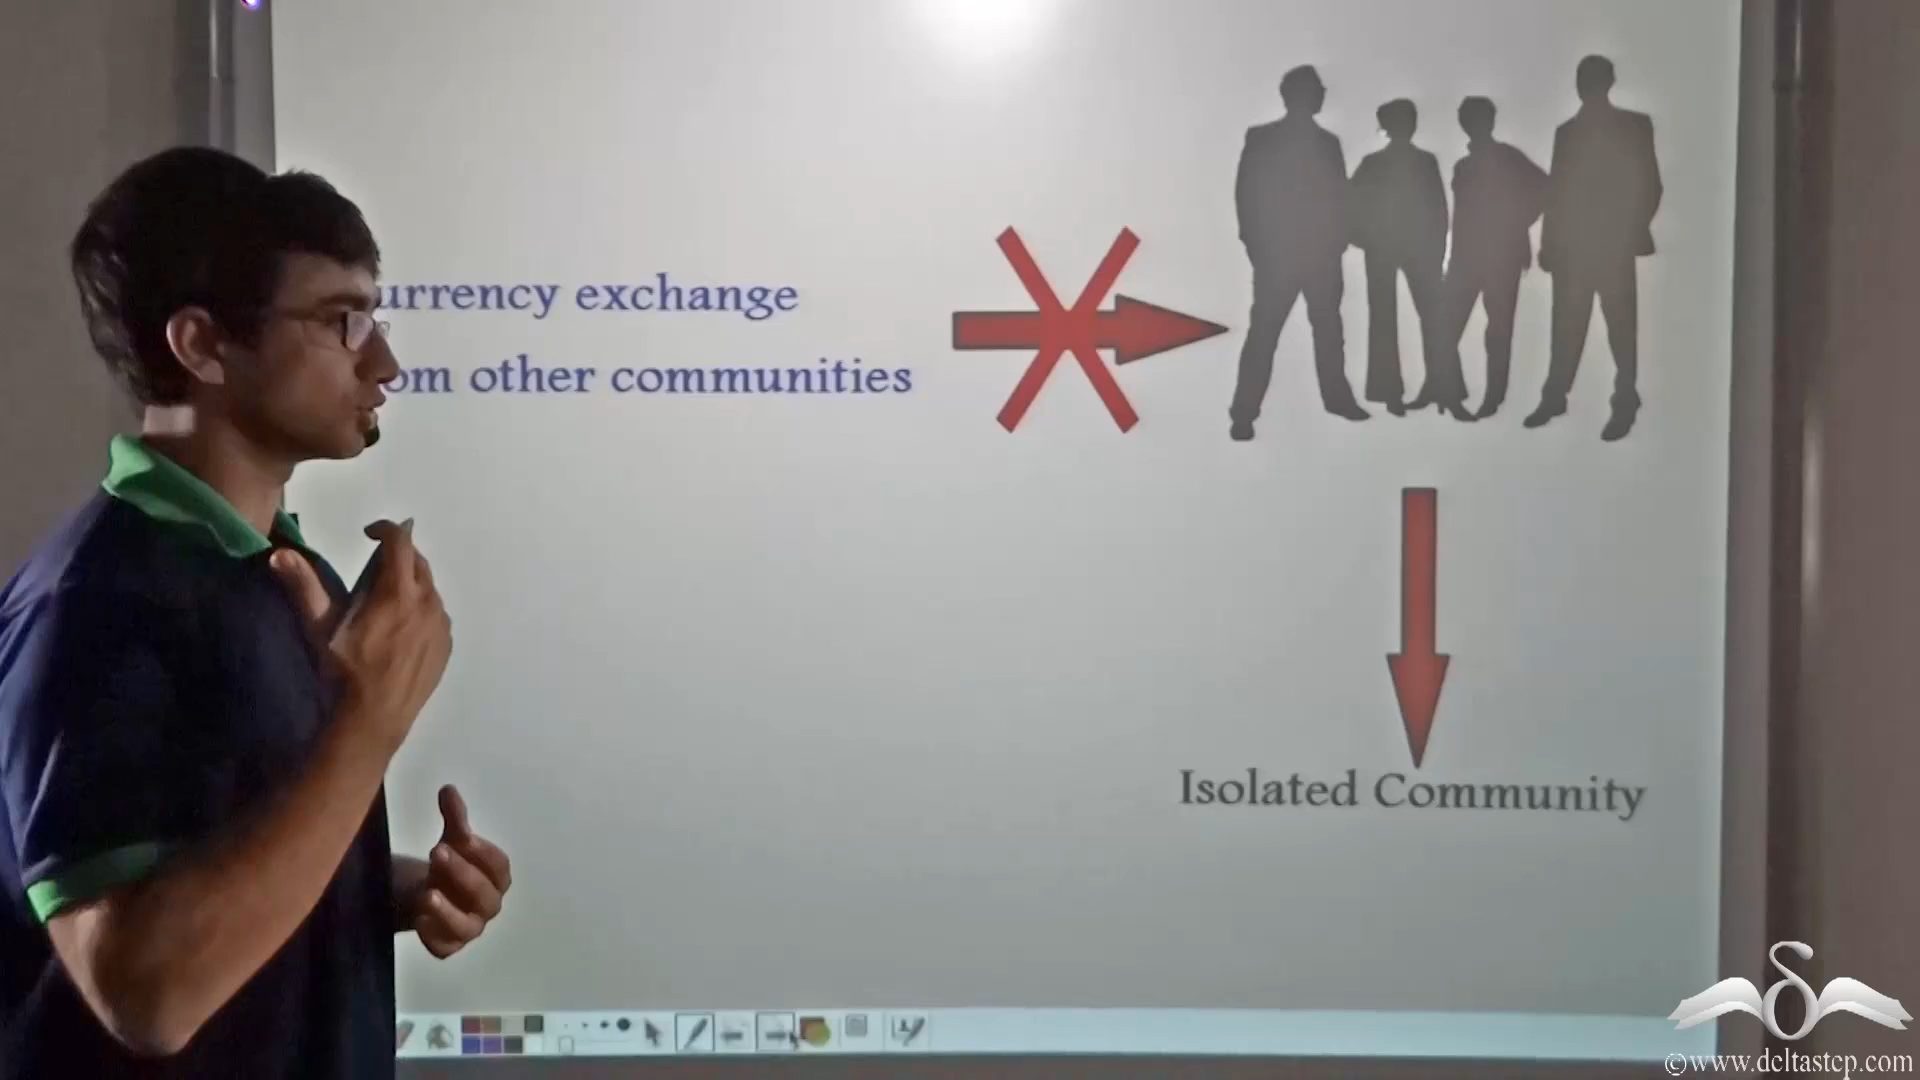 urrency exchange
om other communities
Isolated Community
©www.deltastep.com